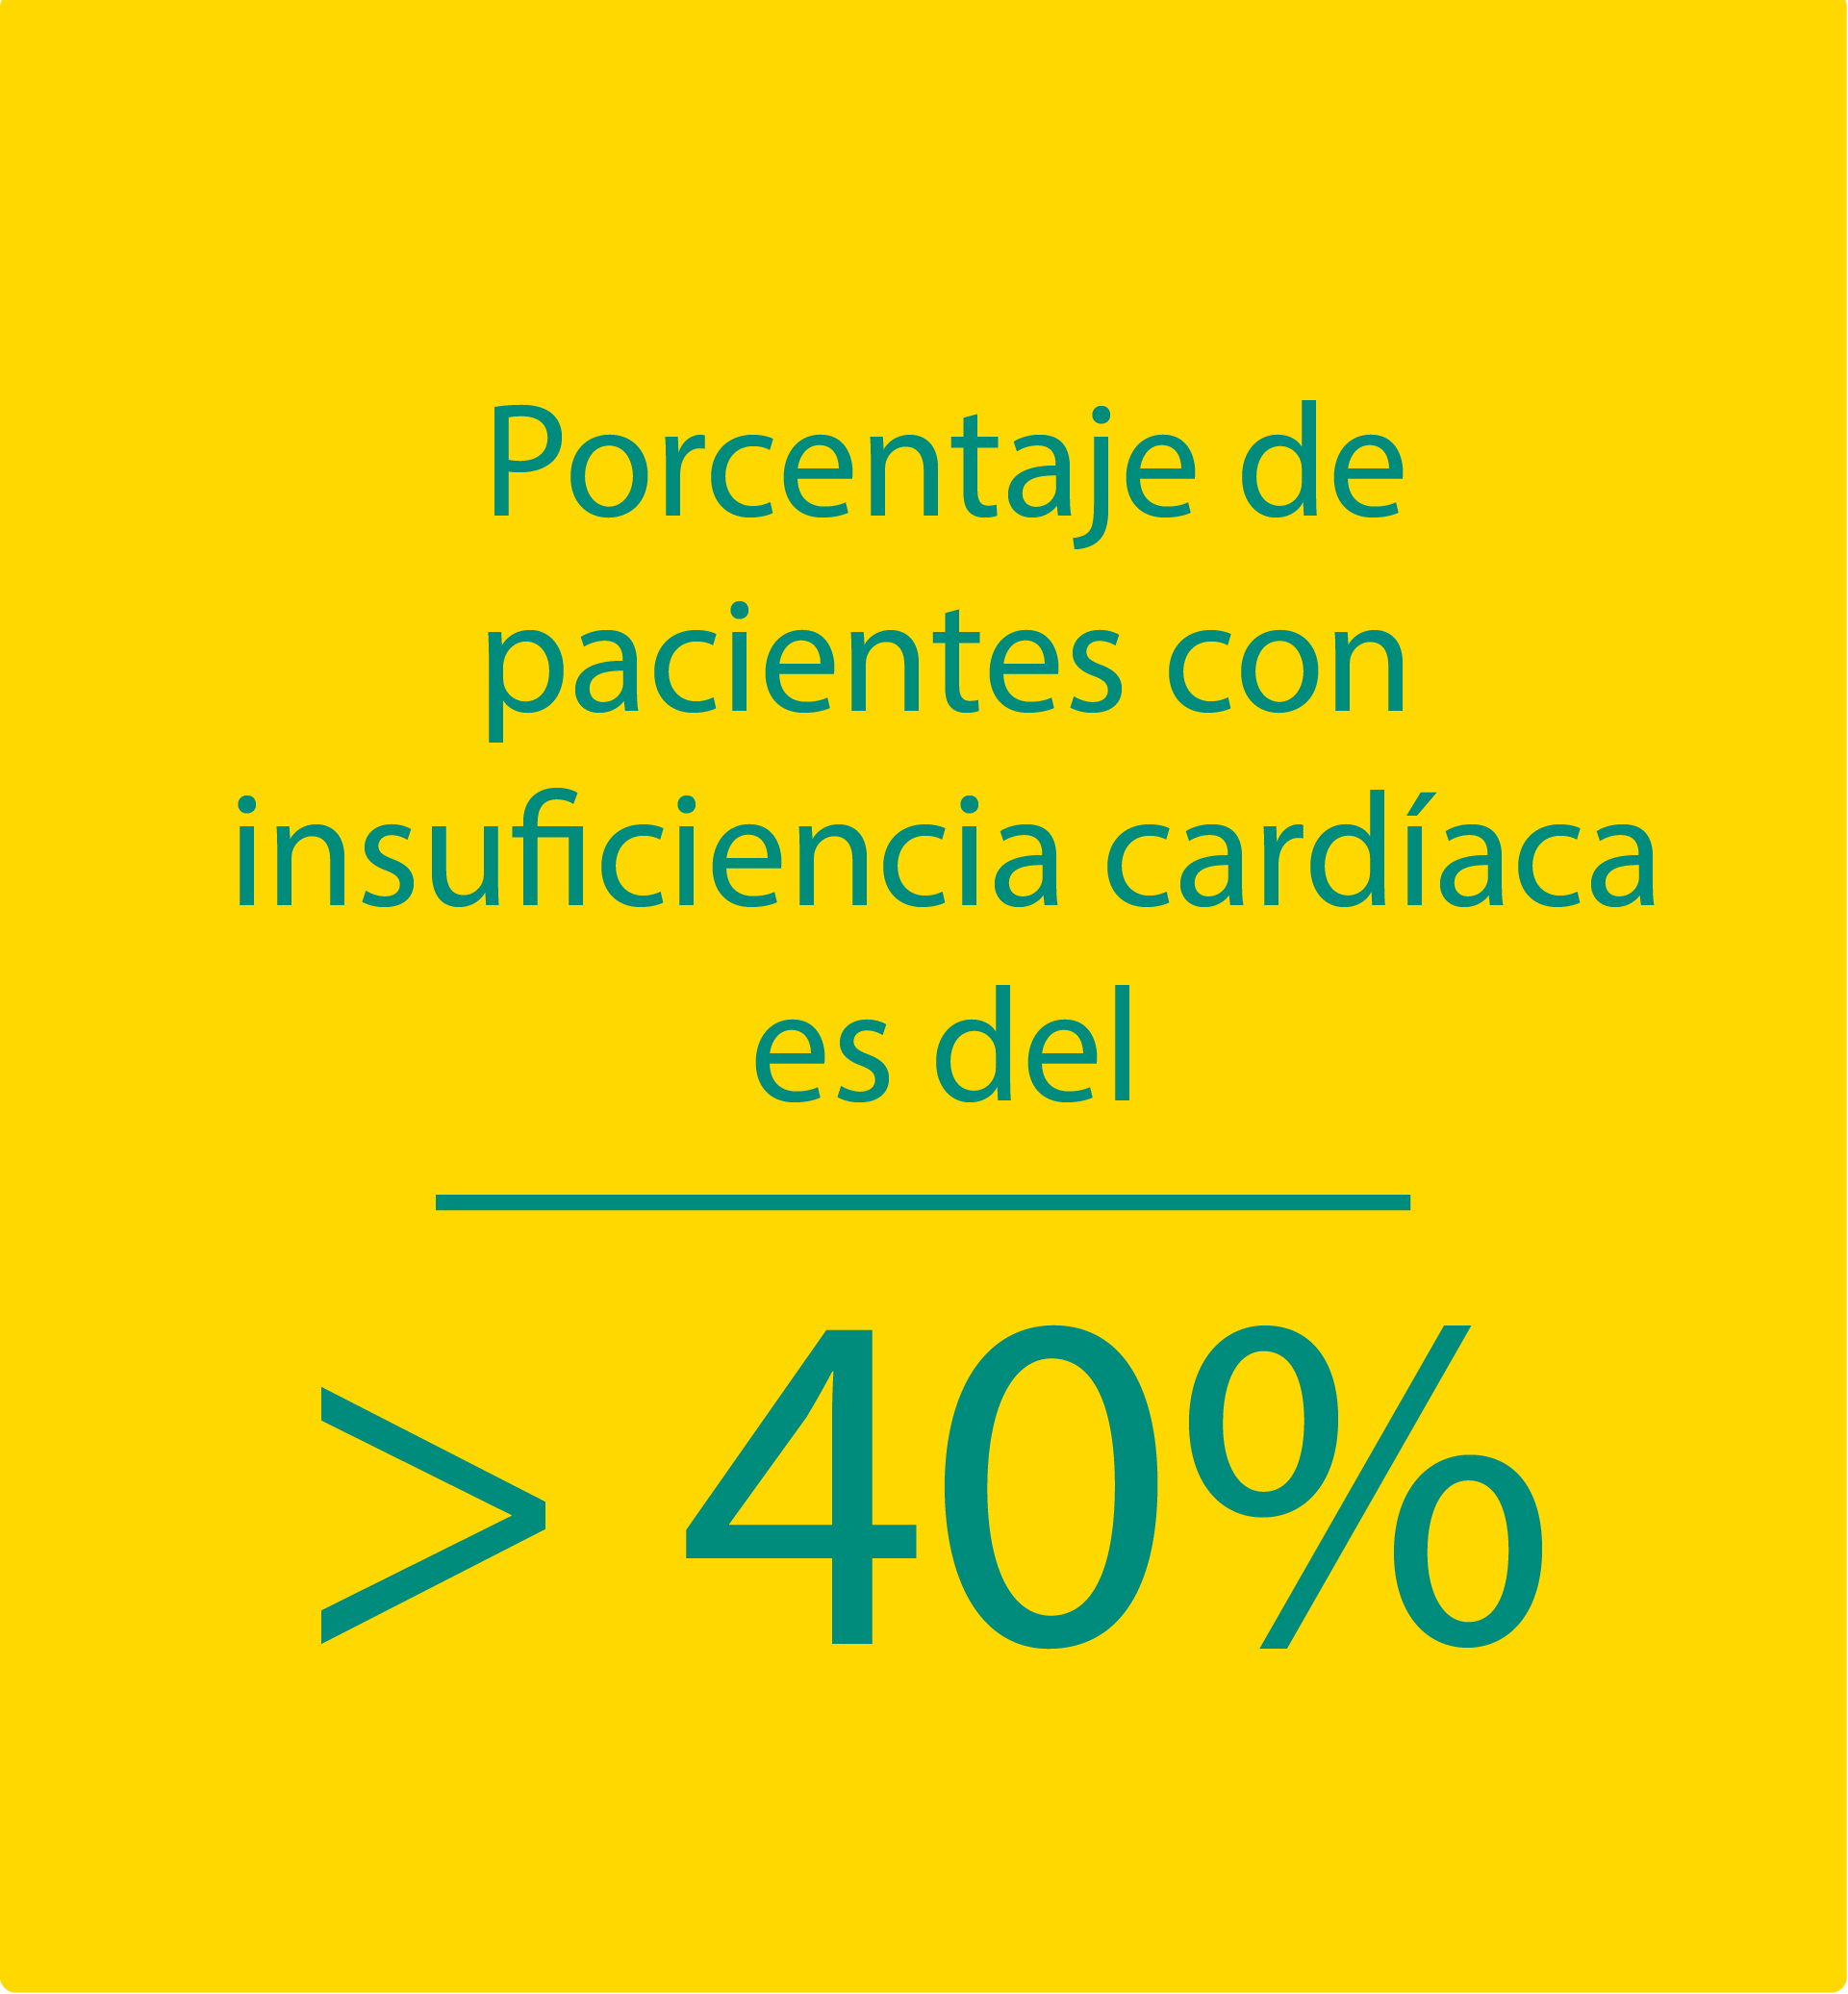 Porcentaje de
pacientes con
insuficiencia cardíaca
es del
> 40%